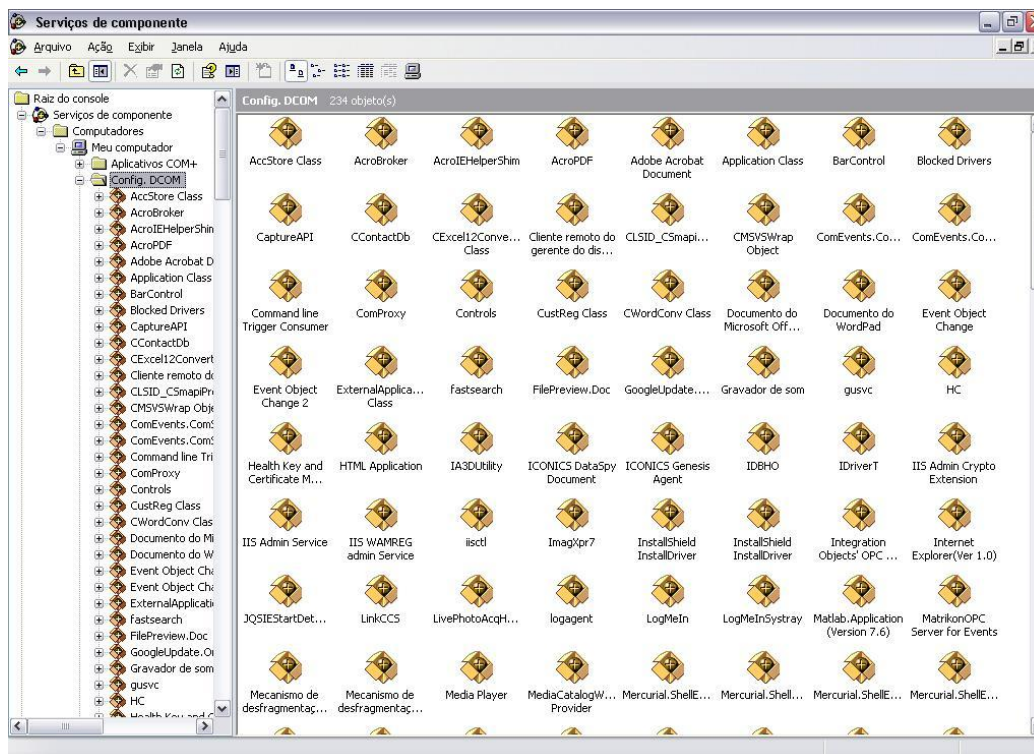 Serviços de componente
Arquivo Ação Exibir Janela Ajuda
Raiz do console
Serviços de componente
Computadores
Meu computador
Aplicativos COM+
Config. DCOM
AccStore Class
AcroBroker
AcroIEHelperShin
AcroPDF
Adobe Acrobat D
Application Class
BarControl
Blocked Drivers
CaptureAPI
CContactDb
CExcel12Convert
Cliente remoto do
CLSID_CSmapiPro
CMSVSWrap Obje
ComEvents.ComS
ComEvents.ComS
Command line Tri
ComProxy
Controls
CustReg Class
CWordConv Clas
Documento do Mi
Documento do W
Event Object Cha
Event Object Cha
ExternalApplicati
fastsearch
FilePreview.Doc
GoogleUpdate.On
Gravador de som
gusvc
HC
Health Key and C
Config. DCOM 234 objeto(s)
AccStore Class AcroBroker AcroIEHelperShim AcroPDF Adobe Acrobat Application Class BarControl Blocked Drivers
Document
CaptureAPI CContactDb CExcel12Conve... Cliente remoto do CLSID_CSmapi... CMSVSWrap ComEvents.Co... ComEvents.Co...
Class gerente do dis... Object
Command line ComProxy Controls CustReg Class CWordConv Class Documento do Documento do Event Object
Trigger Consumer Microsoft Off... WordPad Change
Event Object ExternalApplica... fastsearch FilePreview.Doc GoogleUpdate.... Gravador de som gusvc HC
Change 2 Class
Health Key and HTML Application IA3DUtility ICONICS DataSpy ICONICS Genesis IDBHO IDriverT IIS Admin Crypto
Certificate M... Document Agent Extension
IIS Admin Service IIS WAMREG iisctl ImagXpr7 InstallShield InstallShield Integration Internet
admin Service InstallDriver InstallDriver Objects' OPC ... Explorer(Ver 1.0)
JQSIEStartDet... LinkCCS LivePhotoAcqH... logagent LogMeIn LogMeInSystray Matlab.Application MatrikonOPC
(Version 7.6) Server for Events
Mecanismo de Mecanismo de Media Player MediaCatalogW... Mercurial.ShellE... Mercurial.Shell... Mercurial.ShellE... Mercurial.ShellE...
desfragmentaç... desfragmentaç... Provider